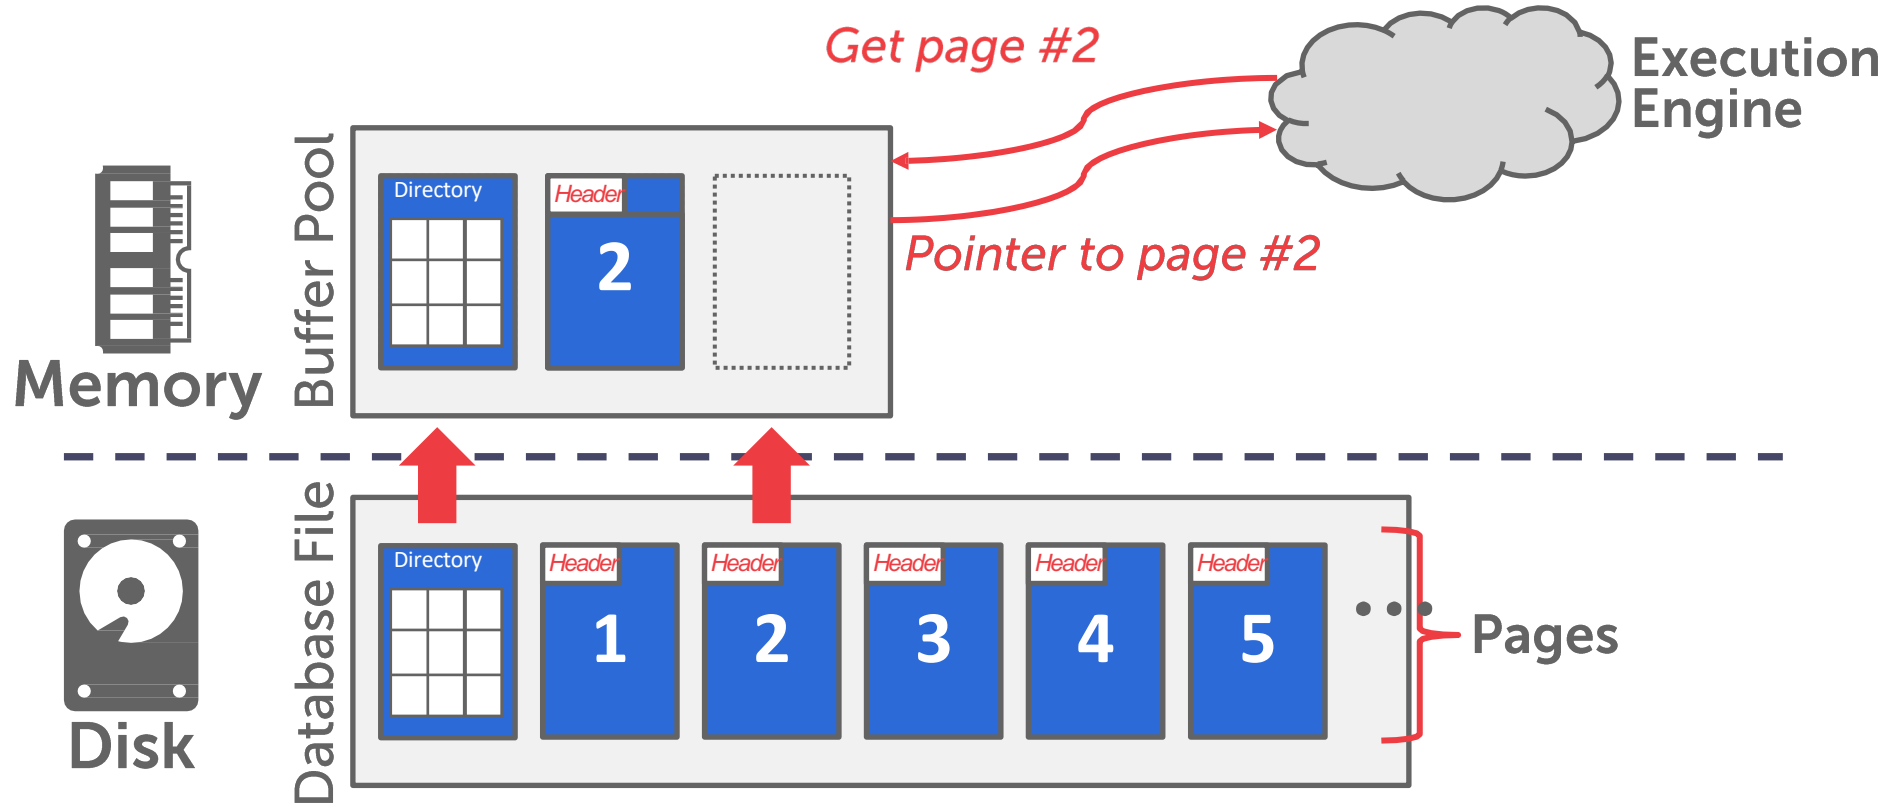 Get page #2
Execution
Engine
Buffer Pool
Directory
Header
2
Pointer to page #2
Memory
Database File
Directory
Header
1
Header
2
Header
3
Header
4
Header
5
Pages
Disk